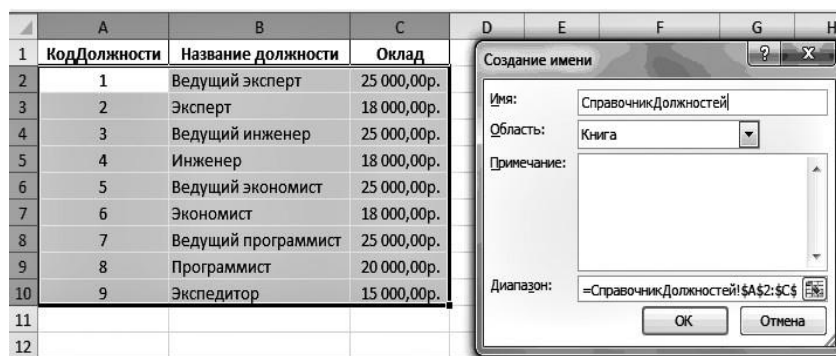 A B C D E F G H
1 КодДолжности Название должности Оклад
2 1 Ведущий эксперт 25 000,00р.
3 2 Эксперт 18 000,00р.
4 3 Ведущий инженер 25 000,00р.
5 4 Инженер 18 000,00р.
6 5 Ведущий экономист 25 000,00р.
7 6 Экономист 18 000,00р.
8 7 Ведущий программист 25 000,00р.
9 8 Программист 20 000,00р.
10 9 Экспедитор 15 000,00р.
11
12
Создание имени
Имя: СправочникДолжностей
Область: Книга
Примечание:
Диапазон: =СправочникДолжностей!$A$2:$C$
ОК Отмена